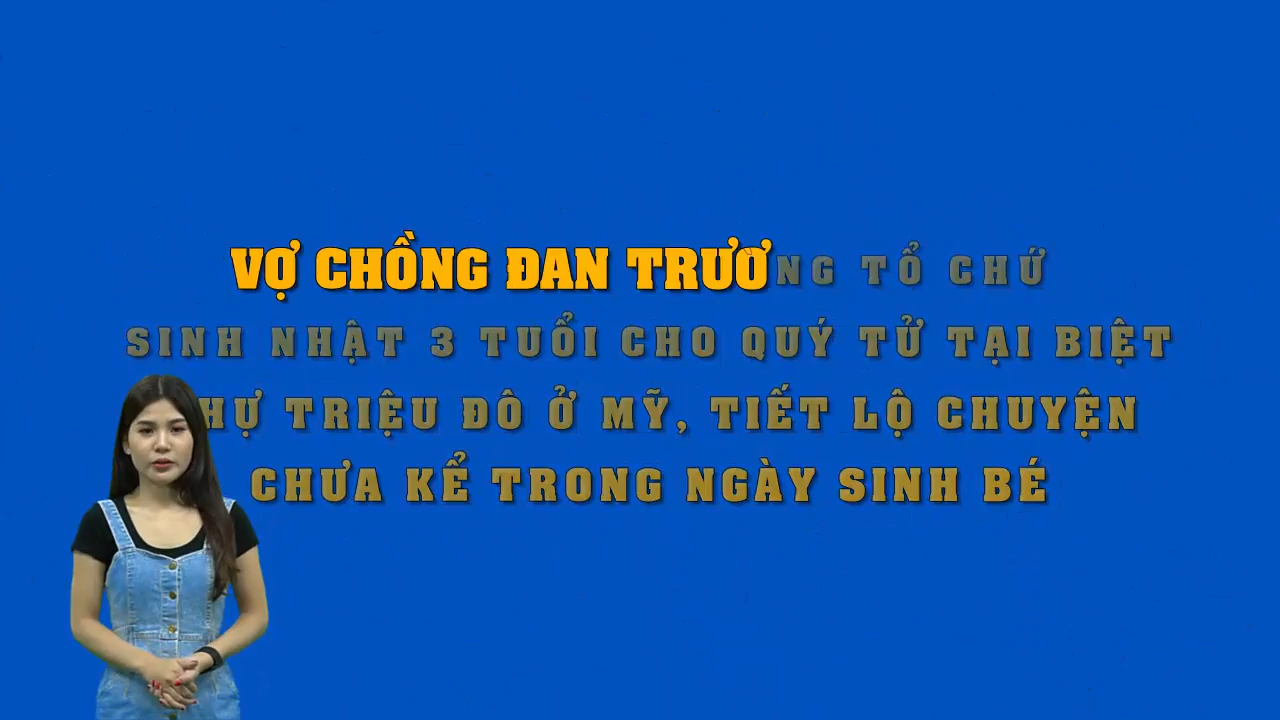 VỢ CHỒNG ĐAN TRƯƠNG TỔ CHỨ
SINH NHẬT 3 TUỔI CHO QUÝ TỬ TẠI BIỆT
HỰ TRIỆU ĐÔ Ở MỸ, TIẾT LỘ CHUYỆN
CHƯA KỂ TRONG NGÀY SINH BÉ